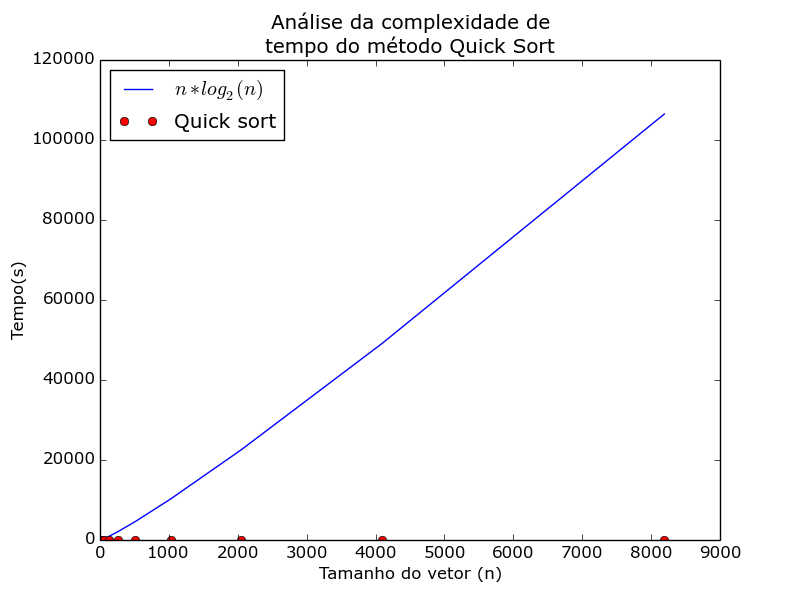 Análise da complexidade de
tempo do método Quick Sort
n*log₂(n)
Quick sort
120000
100000
80000
60000
40000
20000
0
Tempo(s)
0 1000 2000 3000 4000 5000 6000 7000 8000 9000
Tamanho do vetor (n)